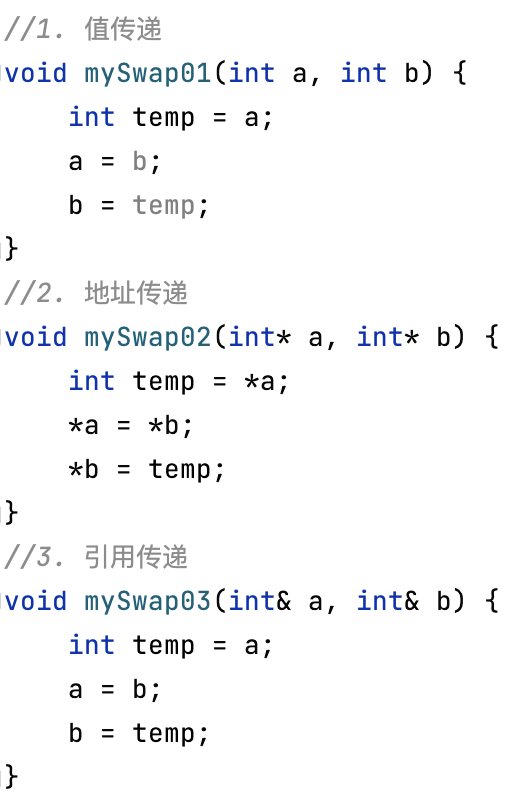 //1. 值传递
void mySwap01(int a, int b) {
    int temp = a;
    a = b;
    b = temp;
}
//2. 地址传递
void mySwap02(int* a, int* b) {
    int temp = *a;
    *a = *b;
    *b = temp;
}
//3. 引用传递
void mySwap03(int& a, int& b) {
    int temp = a;
    a = b;
    b = temp;
}